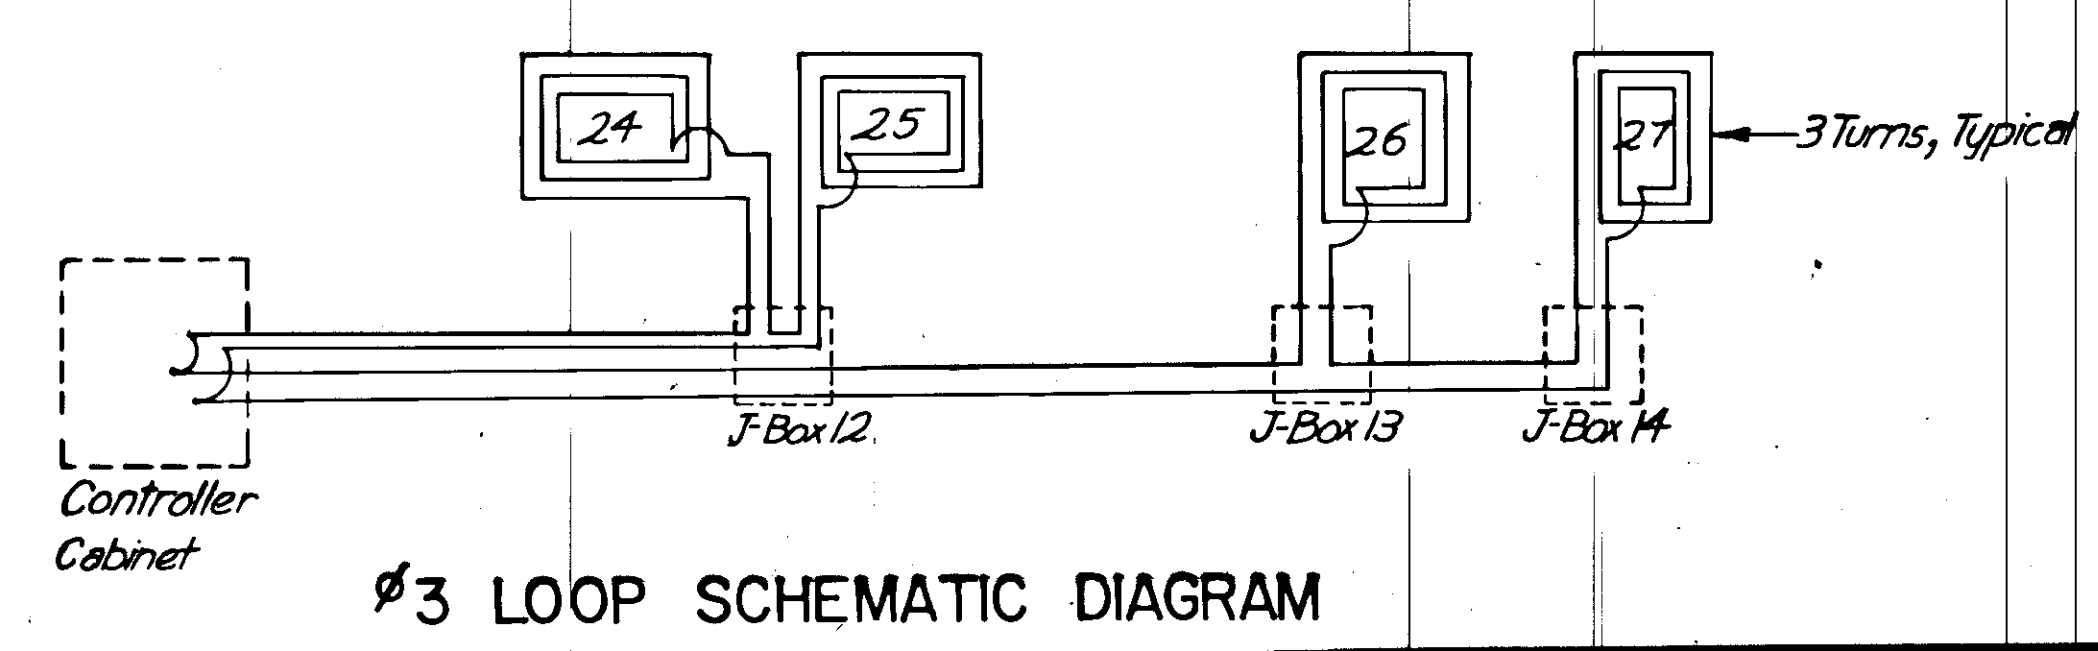 24
25
26
27
3 Turns, Typical
J-Box 12
J-Box 13
J-Box 14
Controller
Cabinet
ø3 LOOP SCHEMATIC DIAGRAM